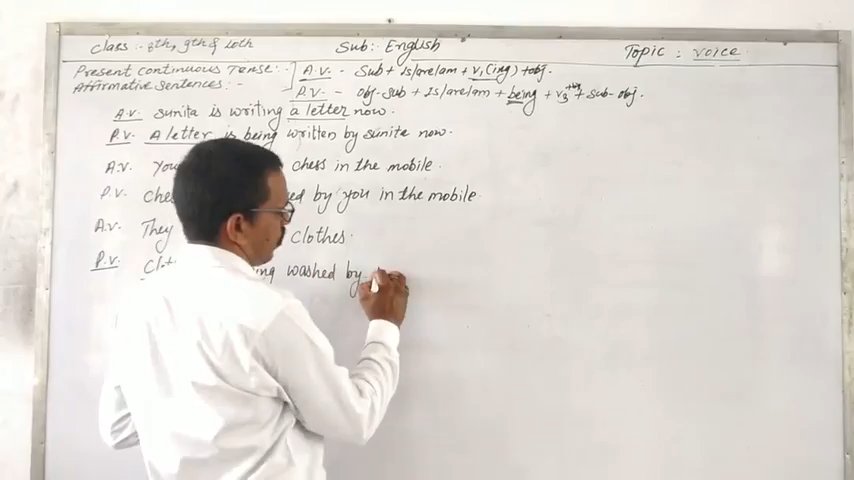 Class : 8th, 9th & 10th Sub : English Topic : voice
Present continuous Tense : - A.V. - Sub + Is/are/am + v₁(ing) + obj.
Affirmative Sentences : - P.V. - obj-sub + Is/are/am + being + v₃ +by+ sub-obj.
A.V. sunita is writing a letter now.
P.V. A letter is being written by sunita now.
A.V. You chess in the mobile.
P.V. by you in the mobile.
A.V. They clothes.
P.V. washed by